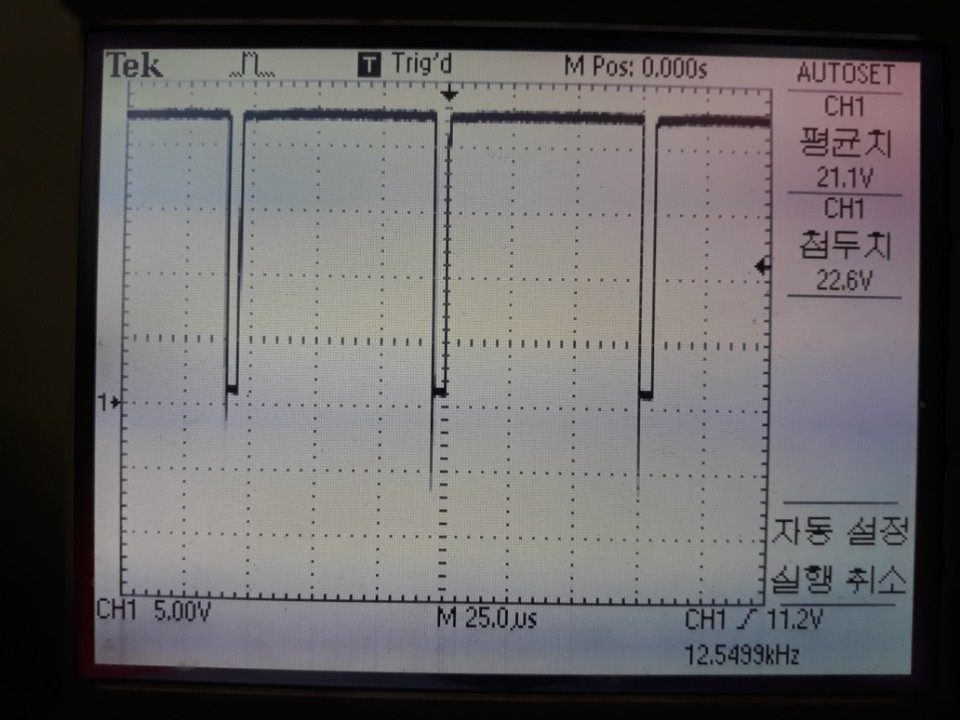 Tek T Trig'd M Pos: 0.000s AUTOSET
CH1
평균치
21.1V
CH1
첨두치
22.6V
1
자동 설정
실행 취소
CH1 5.00V M 25.0µs CH1 11.2V
12.5499kHz